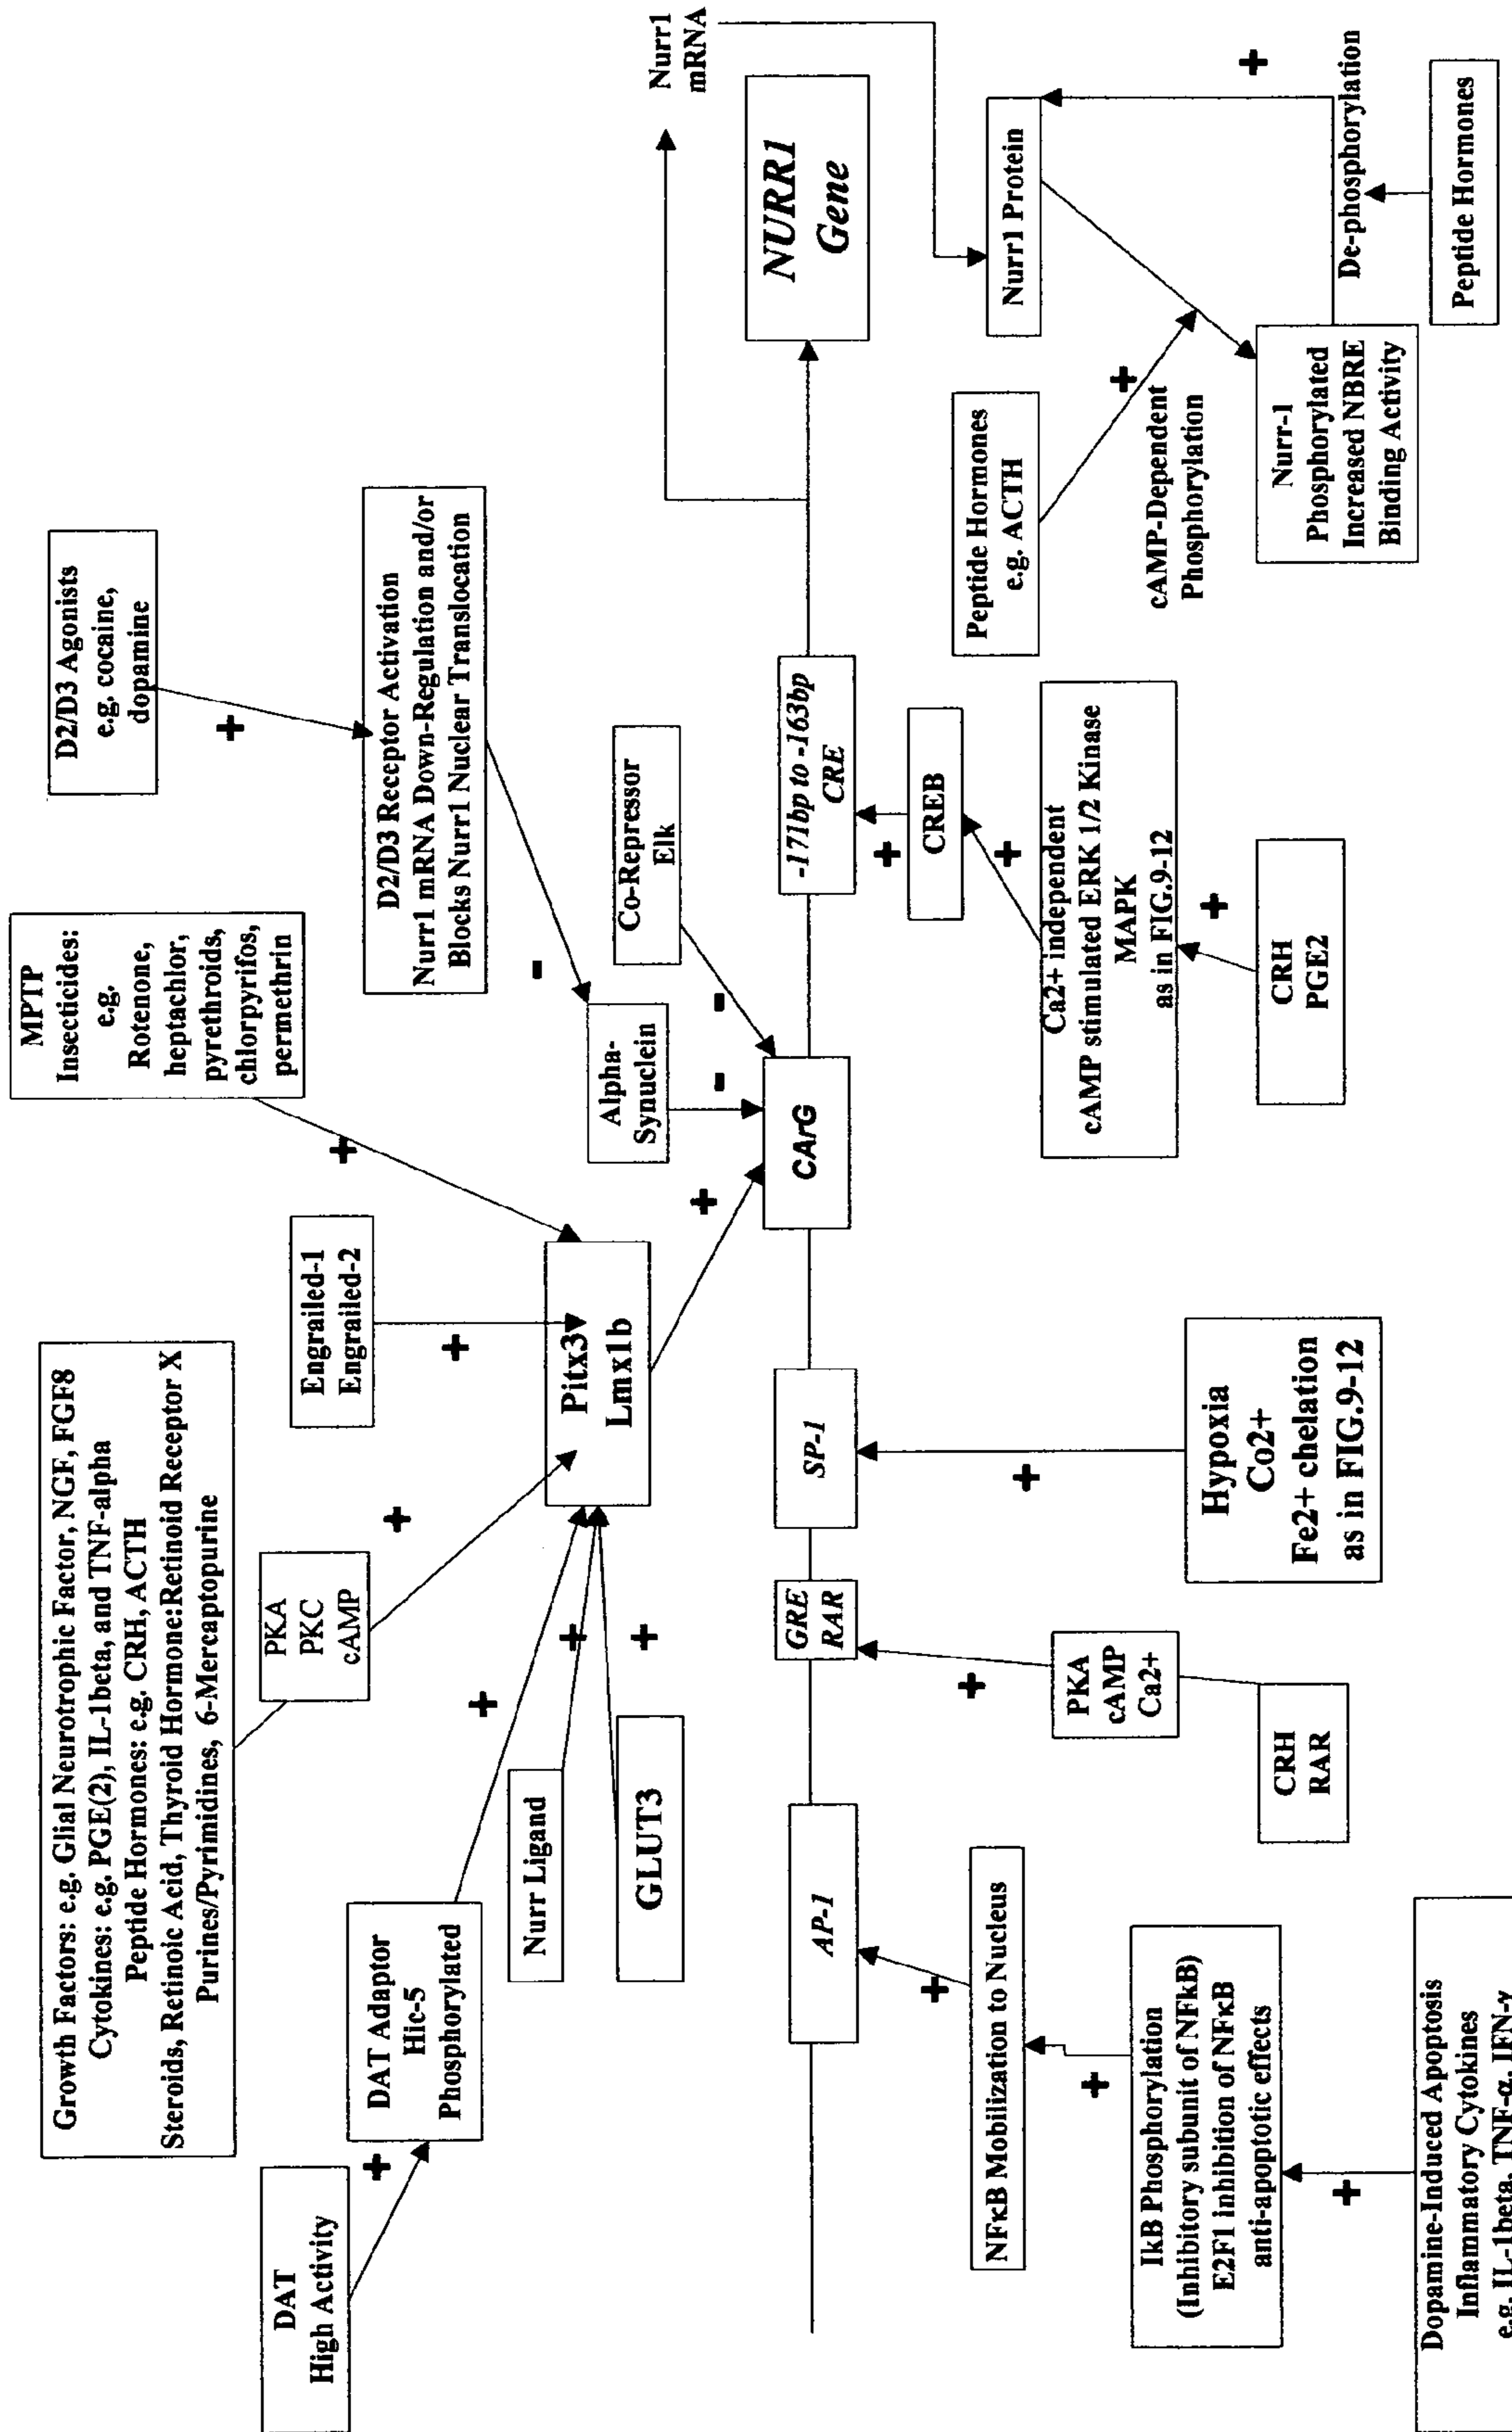 Growth Factors: e.g. Glial Neurotrophic Factor, NGF, FGF8
Cytokines: e.g. PGE(2), IL-1beta, and TNF-alpha
Peptide Hormones: e.g. CRH, ACTH
Steroids, Retinoic Acid, Thyroid Hormone:Retinoid Receptor X
Purines/Pyrimidines, 6-Mercaptopurine
MPTP
Insecticides:
e.g.
Rotenone,
heptachlor,
pyrethroids,
chlorpyrifos,
permethrin
D2/D3 Agonists
e.g. cocaine,
dopamine
+
DAT
High Activity
+
DAT Adaptor
Hic-5
Phosphorylated
+
PKA
PKC
cAMP
+
Engrailed-1
Engrailed-2
+
+
D2/D3 Receptor Activation
Nurr1 mRNA Down-Regulation and/or
Blocks Nurr1 Nuclear Translocation
-
Nurr Ligand
+
GLUT3
+
Pitx3
Lmx1b
+
Alpha-
Synuclein
-
Co-Repressor
Elk
-
Nurr1
mRNA
AP-1
GRE
RAR
SP-1
CArG
-171bp to -163bp
CRE
NURR1
Gene
+
NFκB Mobilization to Nucleus
+
IkB Phosphorylation
(Inhibitory subunit of NFkB)
E2F1 inhibition of NFκB
anti-apoptotic effects
+
Dopamine-Induced Apoptosis
Inflammatory Cytokines
e.g. IL-1beta, TNF-α, IFN-γ
+
PKA
cAMP
Ca2+
CRH
RAR
+
Hypoxia
Co2+
Fe2+ chelation
as in FIG.9-12
+
CREB
+
Ca2+ independent
cAMP stimulated ERK 1/2 Kinase
MAPK
as in FIG.9-12
+
CRH
PGE2
Peptide Hormones
e.g. ACTH
+
cAMP-Dependent
Phosphorylation
Nurr1 Protein
+
Nurr-1
Phosphorylated
Increased NBRE
Binding Activity
De-phosphorylation
Peptide Hormones